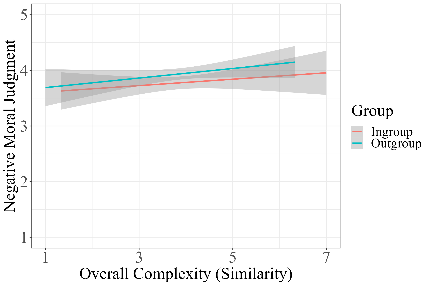 5
4
3
2
1
Negative Moral Judgment
1 3 5 7
Overall Complexity (Similarity)
Group
Ingroup
Outgroup